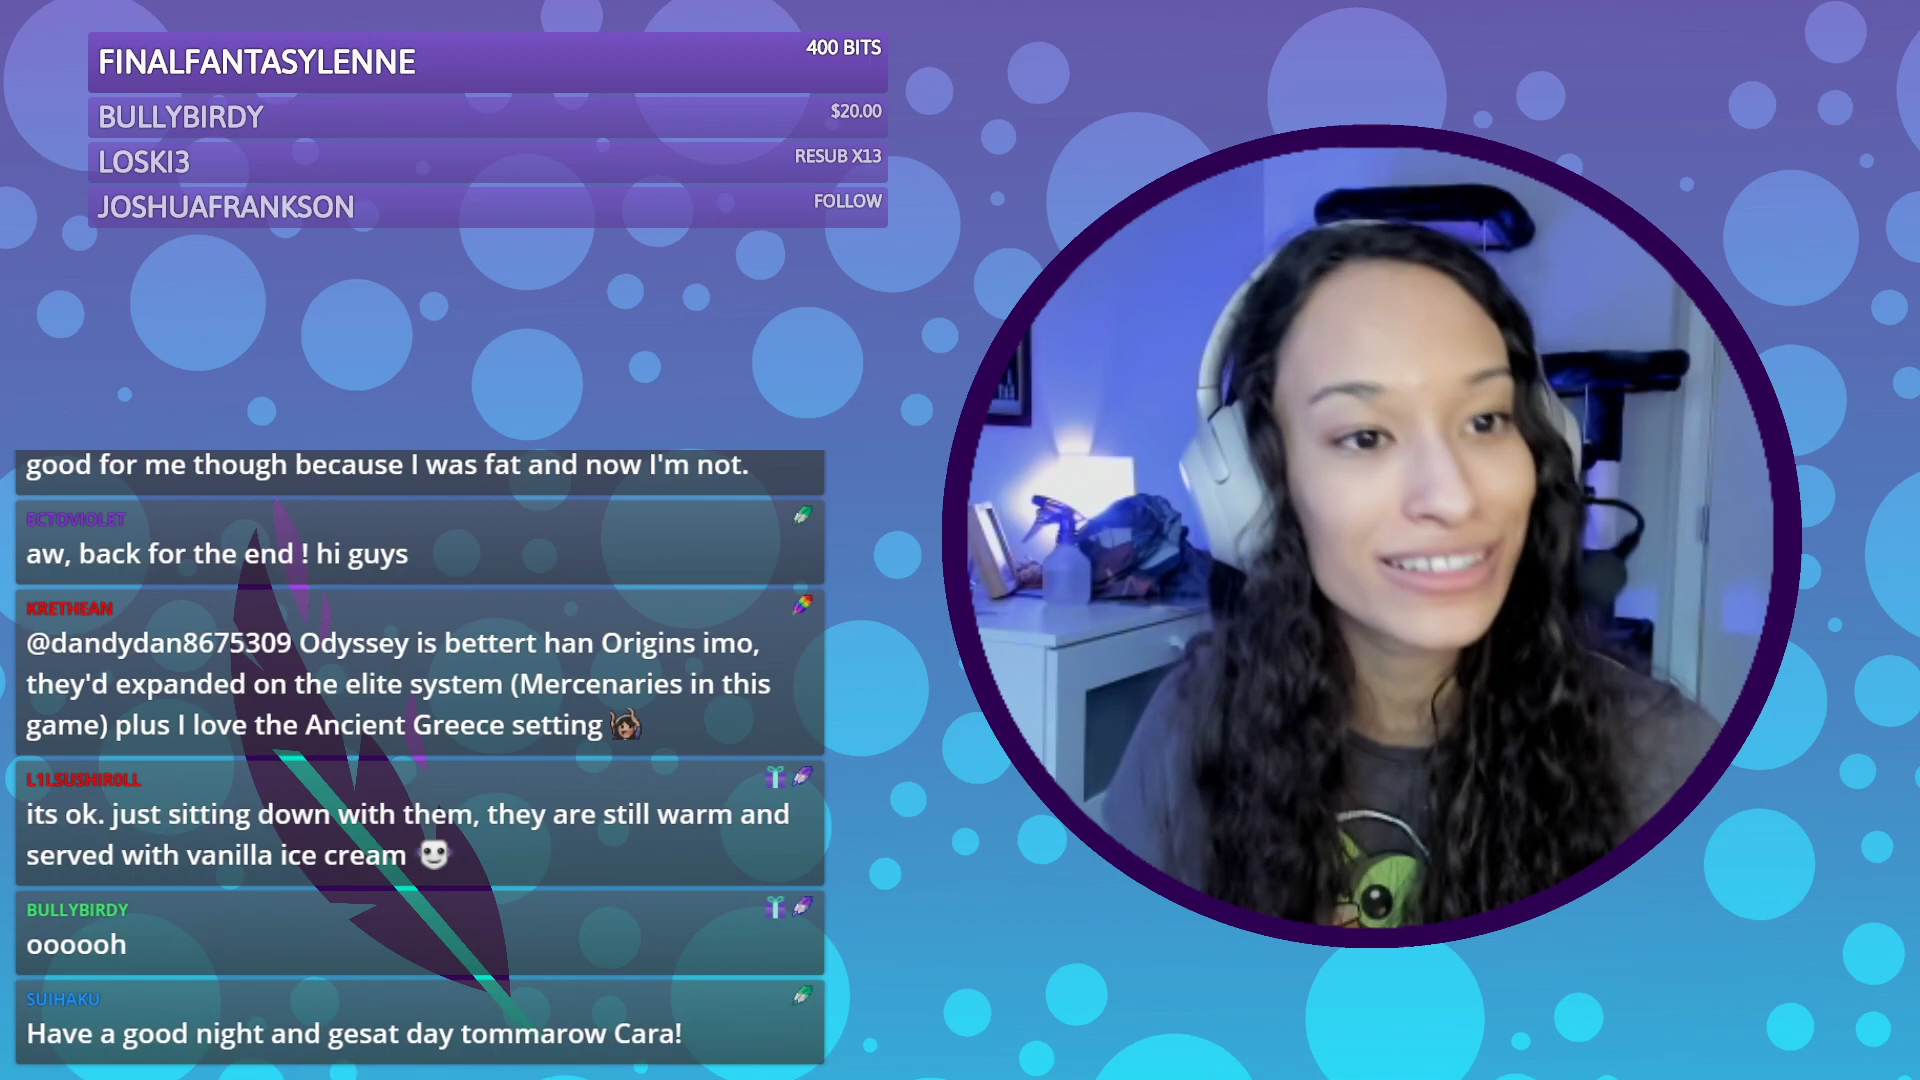 FINALFANTASYLENNE 400 BITS
BULLYBIRDY $20.00
LOSKI3 RESUB X13
JOSHUAFRANKSON FOLLOW
good for me though because I was fat and now I'm not.
ECTOVIOLET
aw, back for the end ! hi guys
KRETHEAN
@dandydan8675309 Odyssey is bettert han Origins imo,
they'd expanded on the elite system (Mercenaries in this
game) plus I love the Ancient Greece setting
L1LSUSHIR0LL
its ok. just sitting down with them, they are still warm and
served with vanilla ice cream
BULLYBIRDY
oooooh
SUIHAKU
Have a good night and gesat day tommarow Cara!